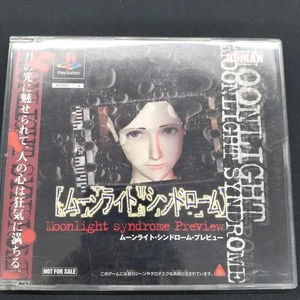 月の光に魅せられて、人の心は狂気に満ちる
PlayStation
NTSC J
HUMAN
MOONLIGHT SYNDROME
[ムーンライトシンドローム]
Moonlight syndrome Preview
ムーンライト・シンドローム・プレビュー
NOT FOR SALE